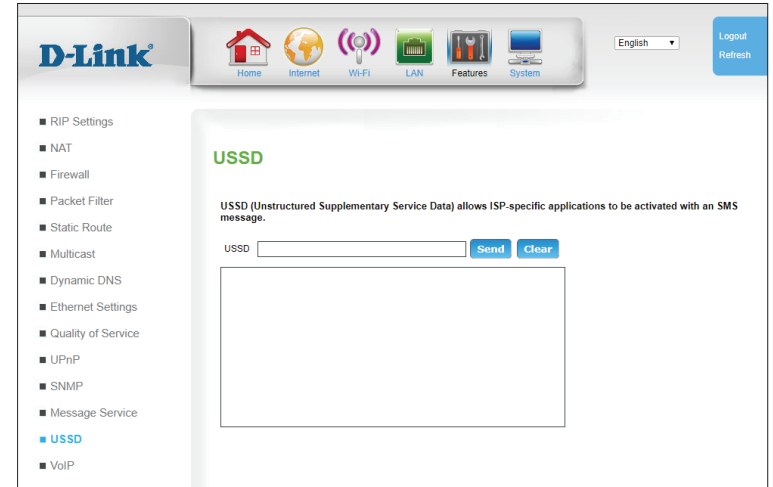 D-Link
Home
Internet
Wi-Fi
LAN
Features
System
English
Logout
Refresh
RIP Settings
NAT
Firewall
Packet Filter
Static Route
Multicast
Dynamic DNS
Ethernet Settings
Quality of Service
UPnP
SNMP
Message Service
USSD
VoIP
USSD
USSD (Unstructured Supplementary Service Data) allows ISP-specific applications to be activated with an SMS
message.
USSD
Send
Clear